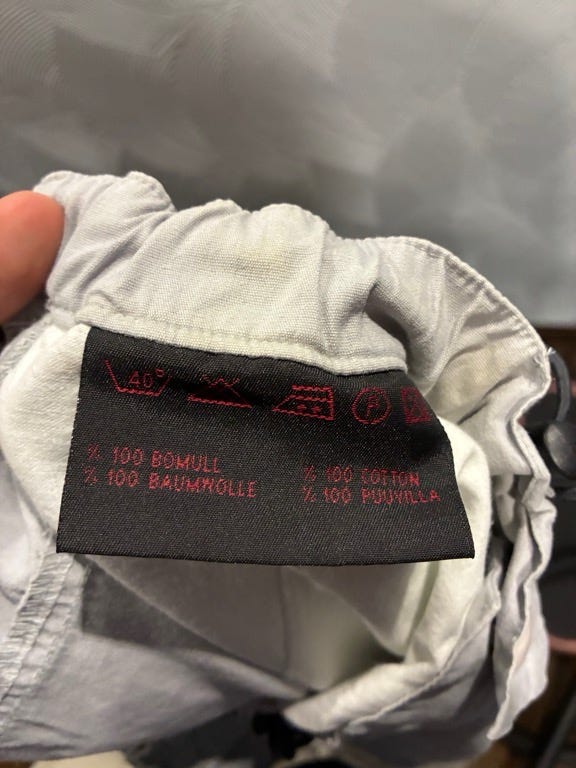 40°
P
% 100 BOMULL
% 100 BAUMWOLLE
% 100 COTTON
% 100 PUUVILLA